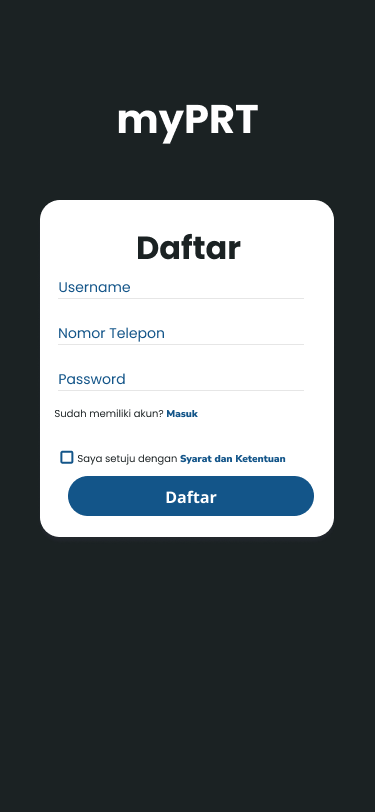 myPRT
Daftar
Username
Nomor Telepon
Password
Sudah memiliki akun? Masuk
Saya setuju dengan Syarat dan Ketentuan
Daftar